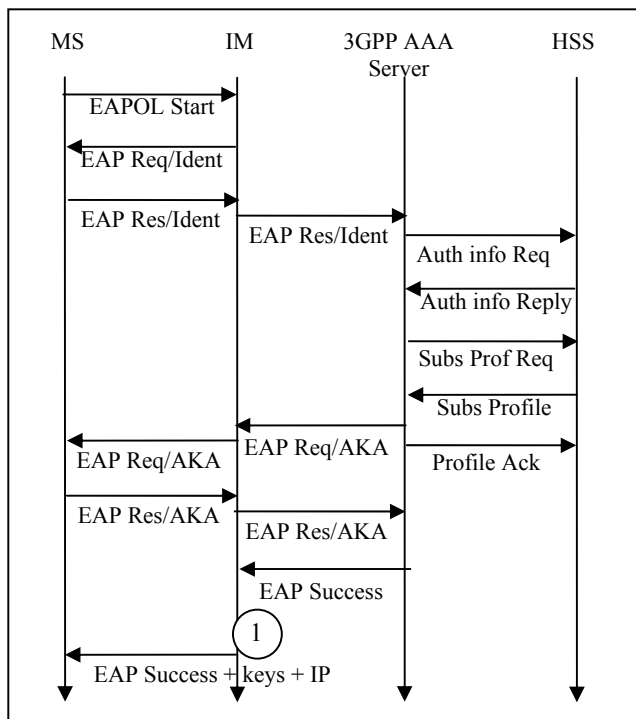 MS IM 3GPP AAA HSS
Server
EAPOL Start
EAP Req/Ident
EAP Res/Ident
EAP Res/Ident
Auth info Req
Auth info Reply
Subs Prof Req
Subs Profile
EAP Req/AKA
EAP Req/AKA
Profile Ack
EAP Res/AKA
EAP Res/AKA
EAP Success
1
EAP Success + keys + IP